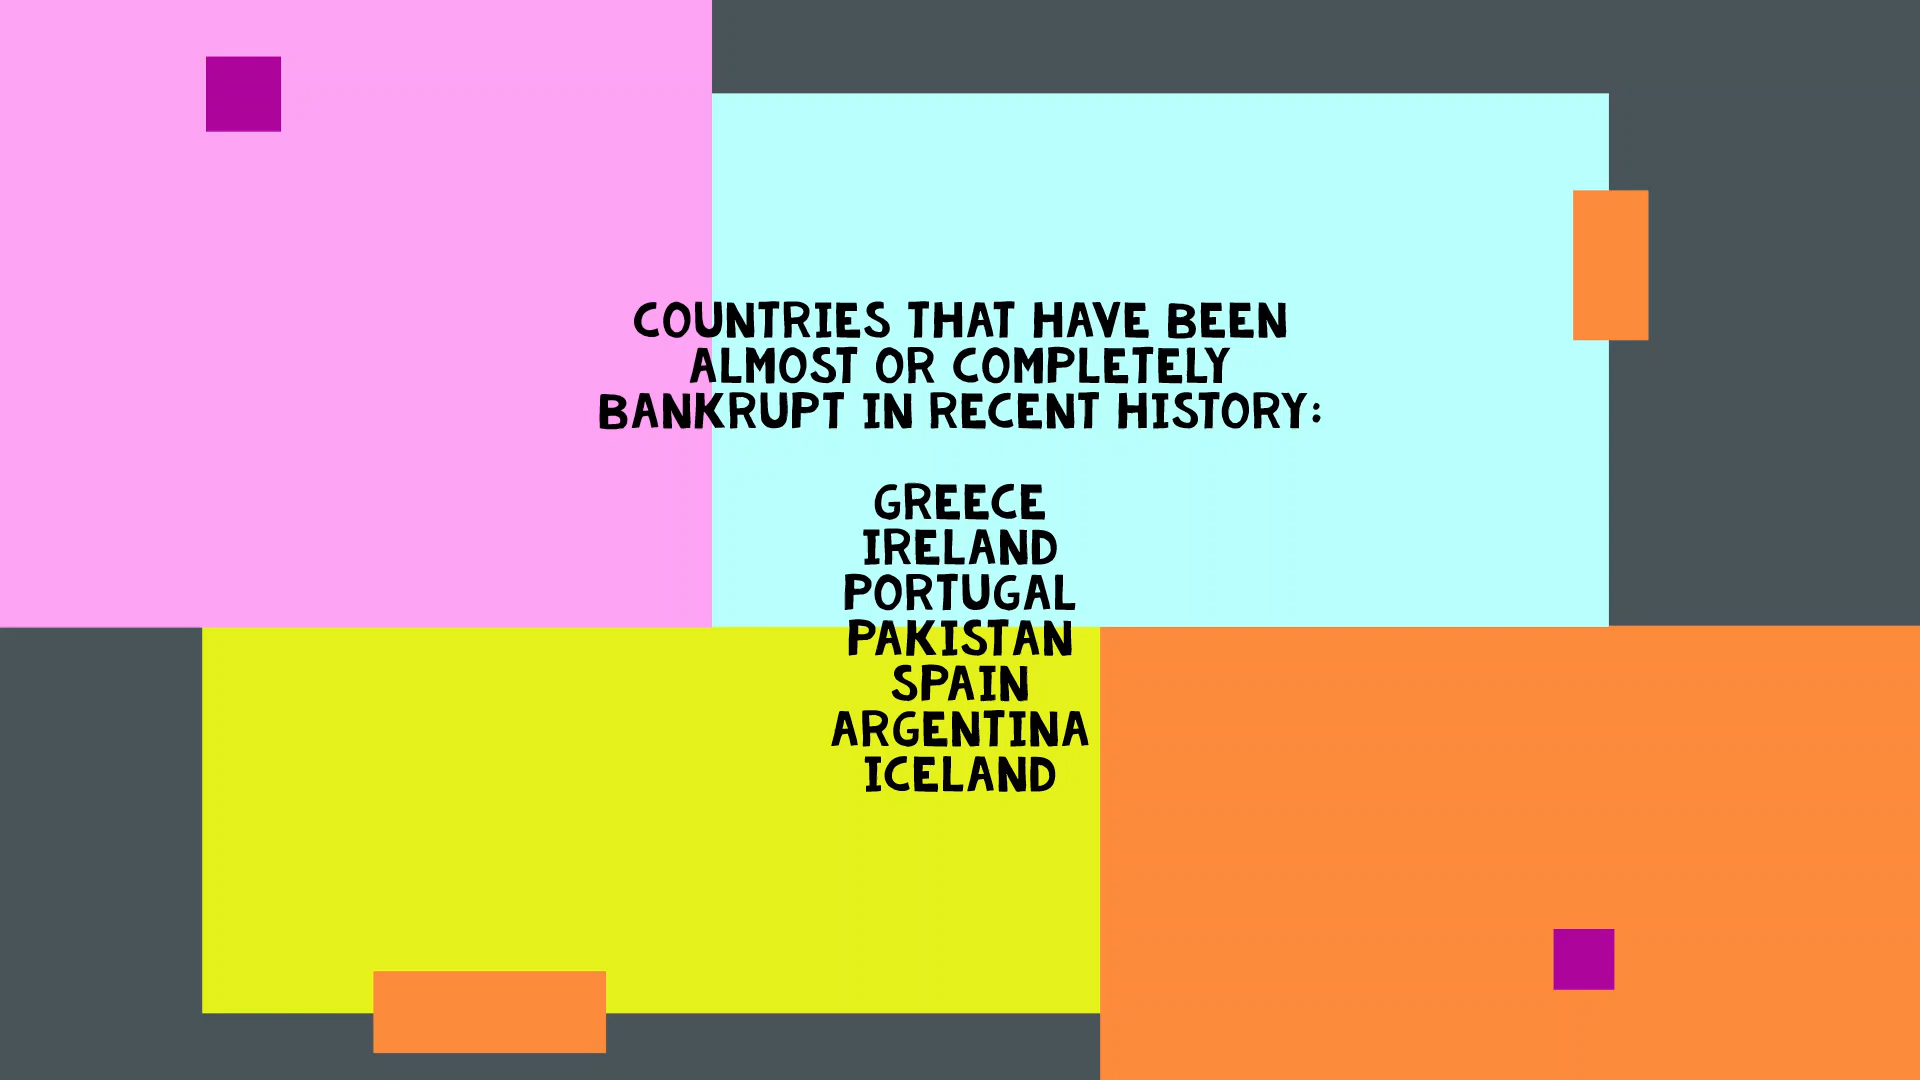 COUNTRIES THAT HAVE BEEN
ALMOST OR COMPLETELY
BANKRUPT IN RECENT HISTORY:
GREECE
IRELAND
PORTUGAL
PAKISTAN
SPAIN
ARGENTINA
ICELAND